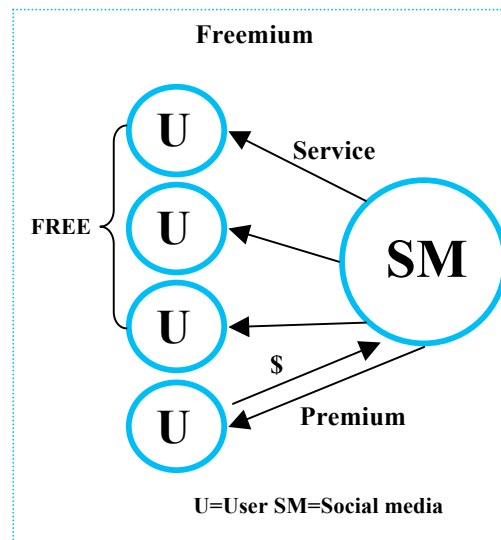 Freemium
U
Service
U
FREE
SM
U
$
U
Premium
U=User SM=Social media